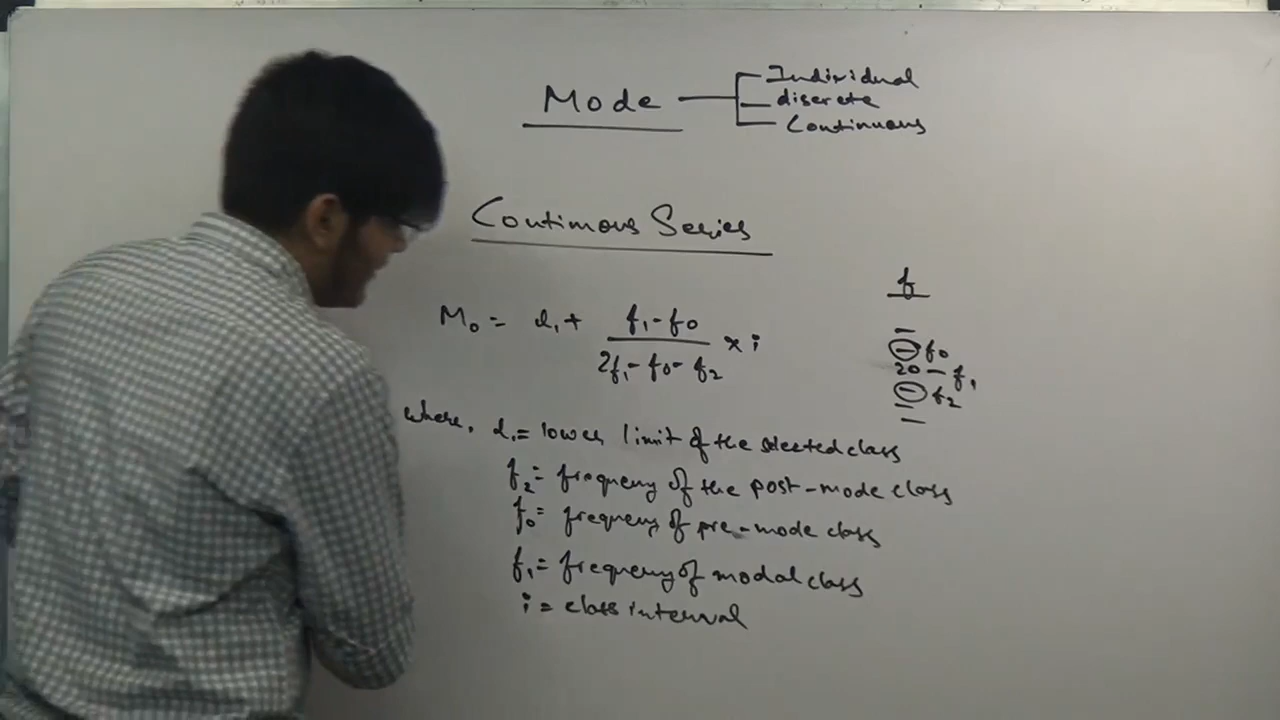 Mode
Individual
discrete
Continuous
Continous Series
M₀ = l₁ + (f₁ - f₀) / (2f₁ - f₀ - f₂) × i
f
f₀
20 - f₁
f₂
where, l₁ = lower limit of the selected class
f₂ = frequency of the post-mode class
f₀ = frequency of pre-mode class
f₁ = frequency of modal class
i = class interval